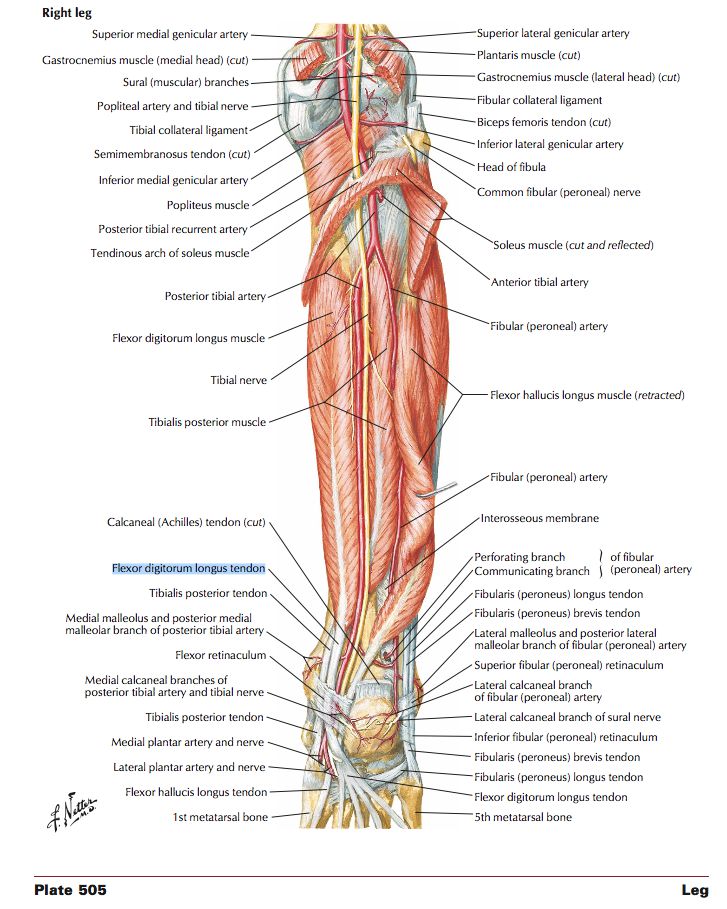 Right leg
Superior medial genicular artery
Gastrocnemius muscle (medial head) (cut)
Sural (muscular) branches
Popliteal artery and tibial nerve
Tibial collateral ligament
Semimembranosus tendon (cut)
Inferior medial genicular artery
Popliteus muscle
Posterior tibial recurrent artery
Tendinous arch of soleus muscle
Posterior tibial artery
Flexor digitorum longus muscle
Tibial nerve
Tibialis posterior muscle
Calcaneal (Achilles) tendon (cut)
Flexor digitorum longus tendon
Tibialis posterior tendon
Medial malleolus and posterior medial
malleolar branch of posterior tibial artery
Flexor retinaculum
Medial calcaneal branches of
posterior tibial artery and tibial nerve
Tibialis posterior tendon
Medial plantar artery and nerve
Lateral plantar artery and nerve
Flexor hallucis longus tendon
1st metatarsal bone
Superior lateral genicular artery
Plantaris muscle (cut)
Gastrocnemius muscle (lateral head) (cut)
Fibular collateral ligament
Biceps femoris tendon (cut)
Inferior lateral genicular artery
Head of fibula
Common fibular (peroneal) nerve
Soleus muscle (cut and reflected)
Anterior tibial artery
Fibular (peroneal) artery
Flexor hallucis longus muscle (retracted)
Fibular (peroneal) artery
Interosseous membrane
Perforating branch
Communicating branch
of fibular
(peroneal) artery
Fibularis (peroneus) longus tendon
Fibularis (peroneus) brevis tendon
Lateral malleolus and posterior lateral
malleolar branch of fibular (peroneal) artery
Superior fibular (peroneal) retinaculum
Lateral calcaneal branch
of fibular (peroneal) artery
Lateral calcaneal branch of sural nerve
Inferior fibular (peroneal) retinaculum
Fibularis (peroneus) brevis tendon
Fibularis (peroneus) longus tendon
Flexor digitorum longus tendon
5th metatarsal bone
F. Netter
M.D.
Plate 505
Leg